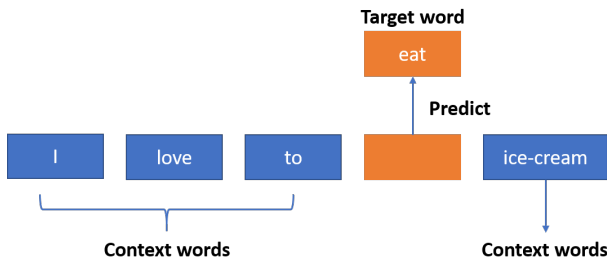 Target word
eat
Predict
I love to ice-cream
Context words Context words